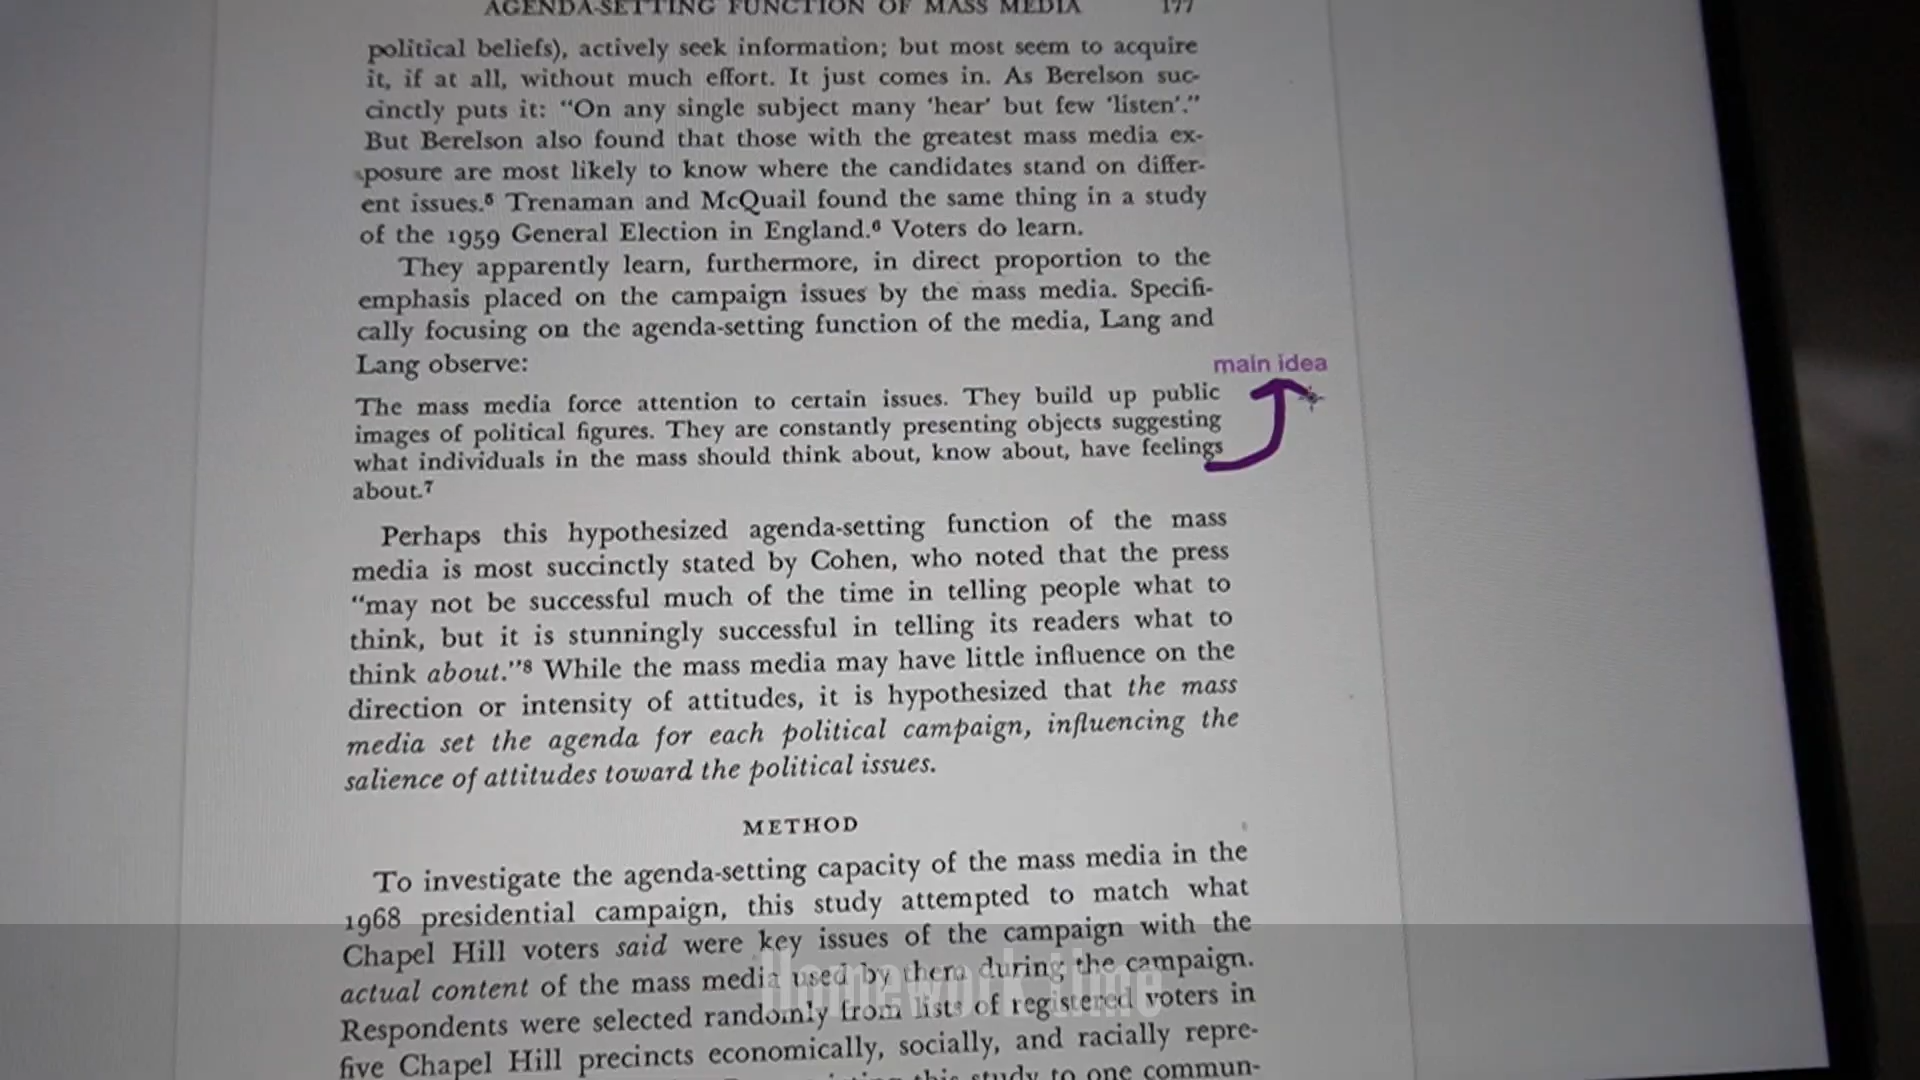 AGENDA-SETTING FUNCTION OF MASS MEDIA 177
political beliefs), actively seek information; but most seem to acquire
it, if at all, without much effort. It just comes in. As Berelson suc-
cinctly puts it: "On any single subject many 'hear' but few 'listen'."
But Berelson also found that those with the greatest mass media ex-
posure are most likely to know where the candidates stand on differ-
ent issues.⁵ Trenaman and McQuail found the same thing in a study
of the 1959 General Election in England.⁶ Voters do learn.
They apparently learn, furthermore, in direct proportion to the
emphasis placed on the campaign issues by the mass media. Specifi-
cally focusing on the agenda-setting function of the media, Lang and
Lang observe:
main idea
The mass media force attention to certain issues. They build up public
images of political figures. They are constantly presenting objects suggesting
what individuals in the mass should think about, know about, have feelings
about.⁷
Perhaps this hypothesized agenda-setting function of the mass
media is most succinctly stated by Cohen, who noted that the press
"may not be successful much of the time in telling people what to
think, but it is stunningly successful in telling its readers what to
think about."⁸ While the mass media may have little influence on the
direction or intensity of attitudes, it is hypothesized that the mass
media set the agenda for each political campaign, influencing the
salience of attitudes toward the political issues.
METHOD
To investigate the agenda-setting capacity of the mass media in the
1968 presidential campaign, this study attempted to match what
Chapel Hill voters said were key issues of the campaign with the
actual content of the mass media used by them during the campaign.
Respondents were selected randomly from lists of registered voters in
five Chapel Hill precincts economically, socially, and racially repre-
this study to one commun-
Homework time